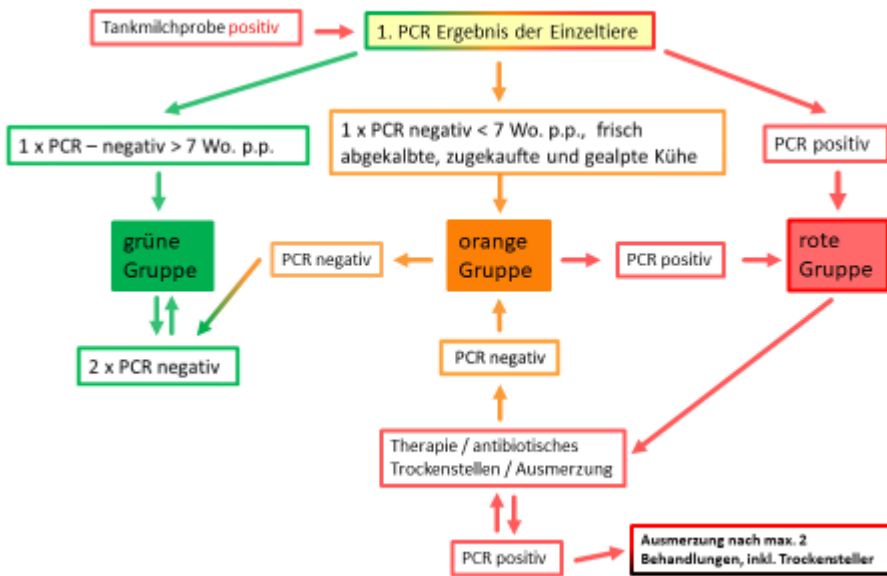 Tankmilchprobe positiv
1. PCR Ergebnis der Einzeltiere
1 x PCR – negativ > 7 Wo. p.p.
1 x PCR negativ < 7 Wo. p.p., frisch
abgekalbte, zugekaufte und gealpte Kühe
PCR positiv
grüne
Gruppe
PCR negativ
orange
Gruppe
PCR positiv
rote
Gruppe
2 x PCR negativ
PCR negativ
Therapie / antibiotisches
Trockenstellen / Ausmerzung
PCR positiv
Ausmerzung nach max. 2
Behandlungen, inkl. Trockensteller